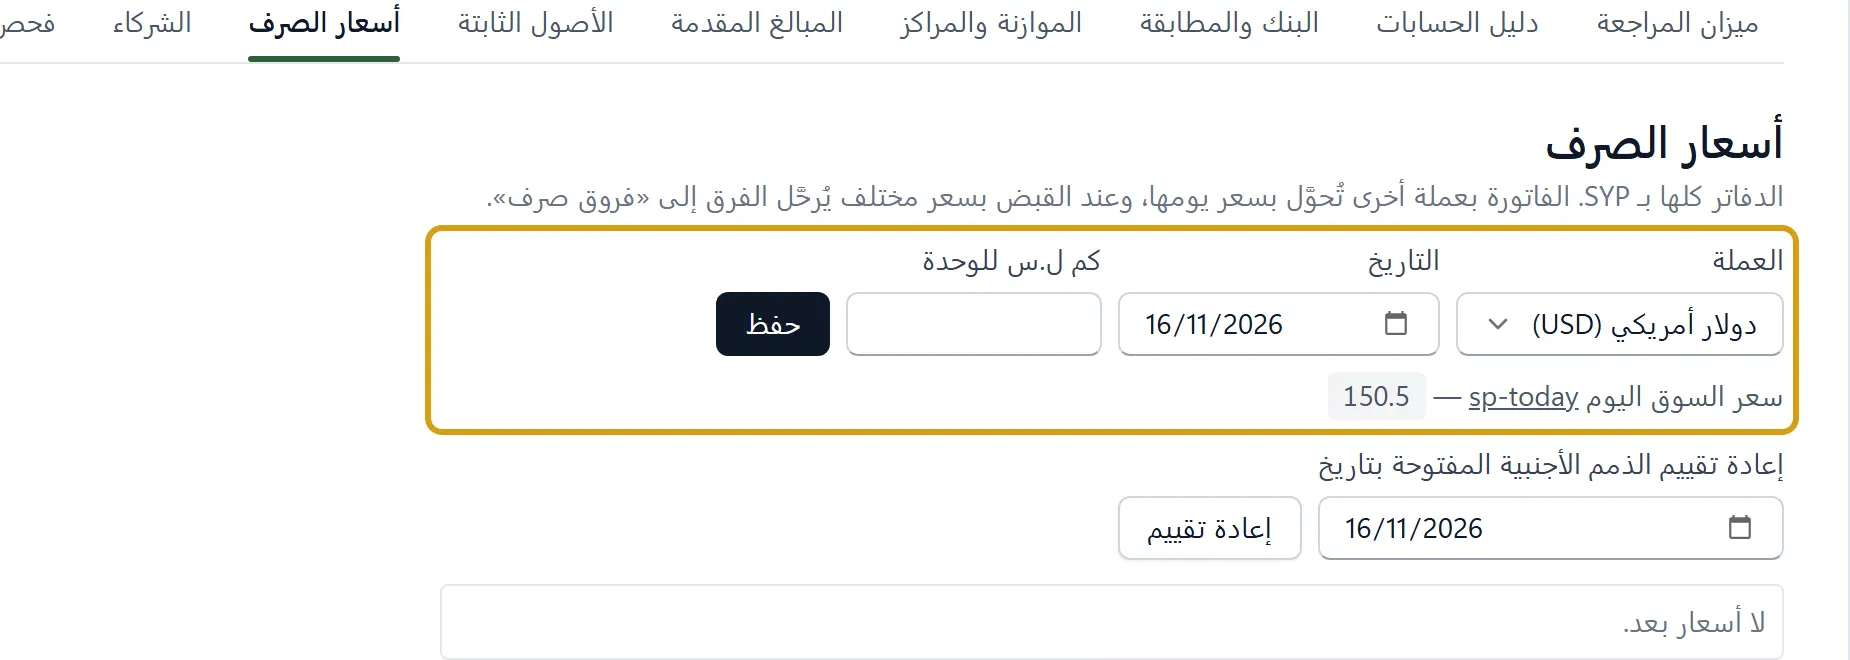 ميزان المراجعة دليل الحسابات البنك والمطابقة الموازنة والمراكز المبالغ المقدمة الأصول الثابتة أسعار الصرف الشركاء فحص
أسعار الصرف
الدفاتر كلها بـ SYP. الفاتورة بعملة أخرى تُحوَّل بسعر يومها، وعند القبض بسعر مختلف يُرحَّل الفرق إلى «فروق صرف».
العملة التاريخ كم ل.س للوحدة
دولار أمريكي (USD) 16/11/2026 حفظ
سعر السوق اليوم sp-today — 150.5
إعادة تقييم الذمم الأجنبية المفتوحة بتاريخ
16/11/2026 إعادة تقييم
لا أسعار بعد.